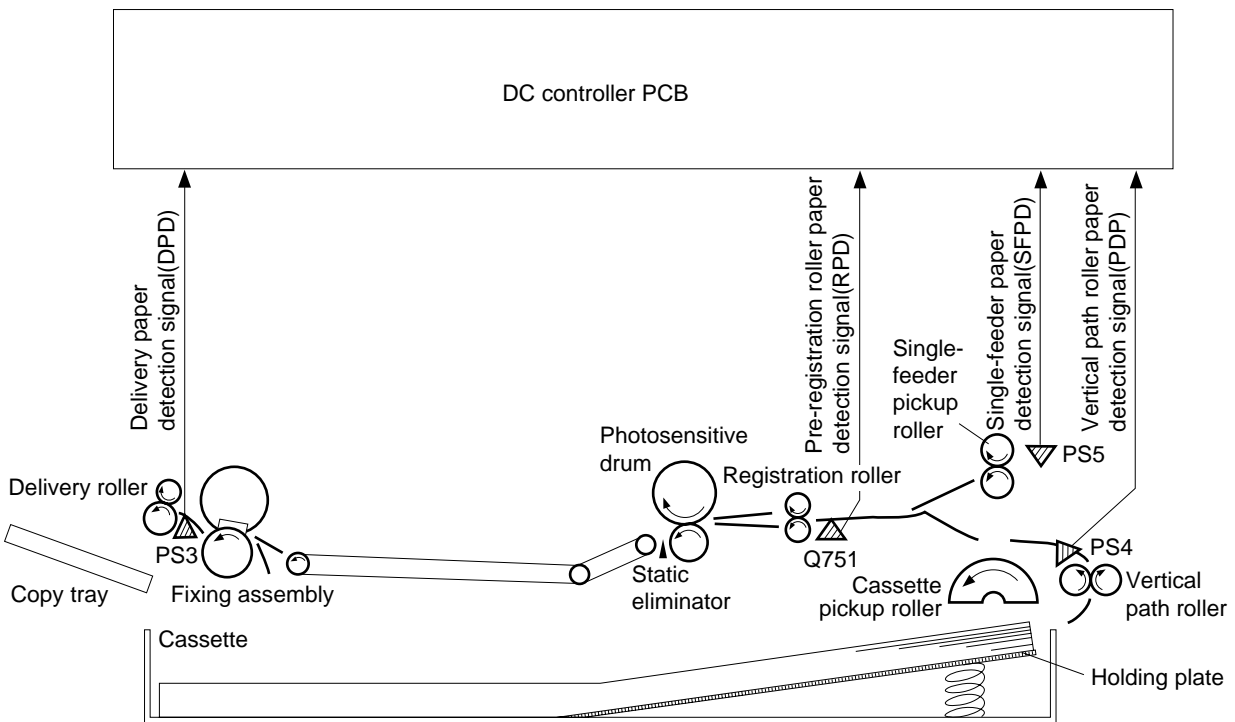 DC controller PCB
Delivery paper
detection signal(DPD)
Pre-registration roller paper
detection signal(RPD)
Single-feeder paper
detection signal(SFPD)
Vertical path roller paper
detection signal(PDP)
Single-
feeder
pickup
roller
Photosensitive
drum
Registration roller
PS5
Delivery roller
PS3
Q751
PS4
Copy tray
Fixing assembly
Static
eliminator
Cassette
pickup roller
Vertical
path roller
Cassette
Holding plate